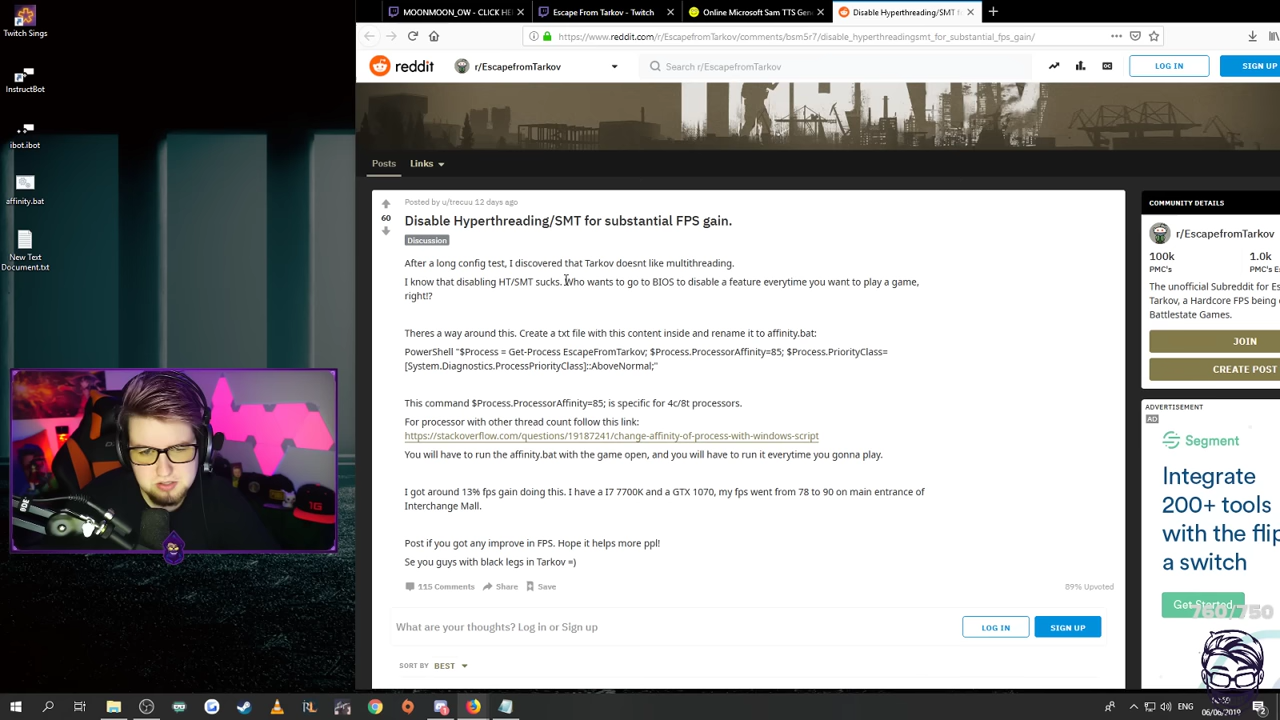 Twitch Sings
InstructBot
ibot.ibot
affinity.bat
New Text
Document.txt
MOONMOON_OW - CLICK HE
Escape From Tarkov - Twitch
Online Microsoft Sam TTS Gen
Disable Hyperthreading/SMT for
https://www.reddit.com/r/EscapefromTarkov/comments/bsm5r7/disable_hyperthreadingsmt_for_substantial_fps_gain/
reddit
r/EscapefromTarkov
Search r/EscapefromTarkov
LOG IN
SIGN UP
Posts
Links
Posted by u/trecuu 12 days ago
60
Disable Hyperthreading/SMT for substantial FPS gain.
Discussion
After a long config test, I discovered that Tarkov doesnt like multithreading.
I know that disabling HT/SMT sucks. Who wants to go to BIOS to disable a feature everytime you want to play a game,
right!?
Theres a way around this. Create a txt file with this content inside and rename it to affinity.bat:
PowerShell "$Process = Get-Process EscapeFromTarkov; $Process.ProcessorAffinity=85; $Process.PriorityClass=
[System.Diagnostics.ProcessPriorityClass]::AboveNormal;"
This command $Process.ProcessorAffinity=85; is specific for 4c/8t processors.
For processor with other thread count follow this link:
https://stackoverflow.com/questions/19187241/change-affinity-of-process-with-windows-script
You will have to run the affinity.bat with the game open, and you will have to run it everytime you gonna play.
I got around 13% fps gain doing this. I have a I7 7700K and a GTX 1070, my fps went from 78 to 90 on main entrance of
Interchange Mall.
Post if you got any improve in FPS. Hope it helps more ppl!
Se you guys with black legs in Tarkov =)
115 Comments
Share
Save
89% Upvoted
What are your thoughts? Log in or Sign up
LOG IN
SIGN UP
SORT BY
BEST
COMMUNITY DETAILS
r/EscapefromTarkov
100k
1.0k
PMC's
PMC's
The unofficial Subreddit for Es
Tarkov, a Hardcore FPS being
Battlestate Games.
JOIN
CREATE POST
ADVERTISEMENT
AD
Segment
Integrate
200+ tools
with the flip
a switch
Get Started
760/750
ENG
06/06/2019
2